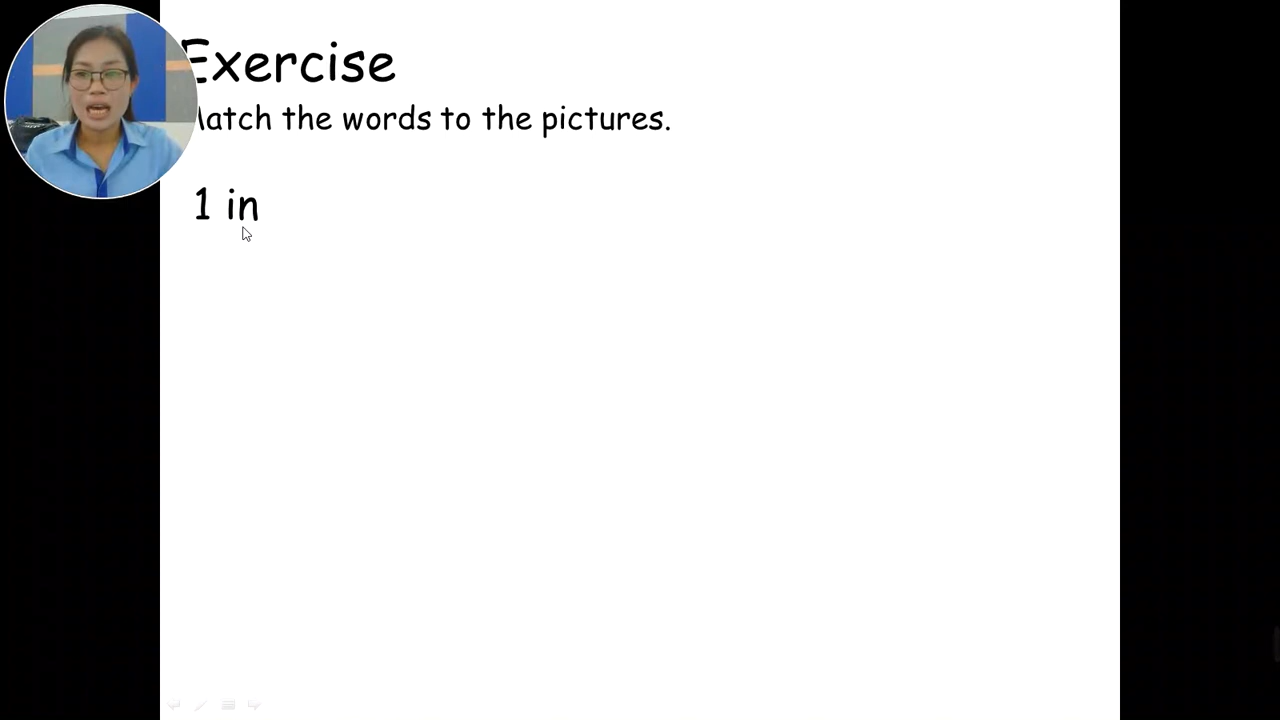 Exercise
Match the words to the pictures.
1 in